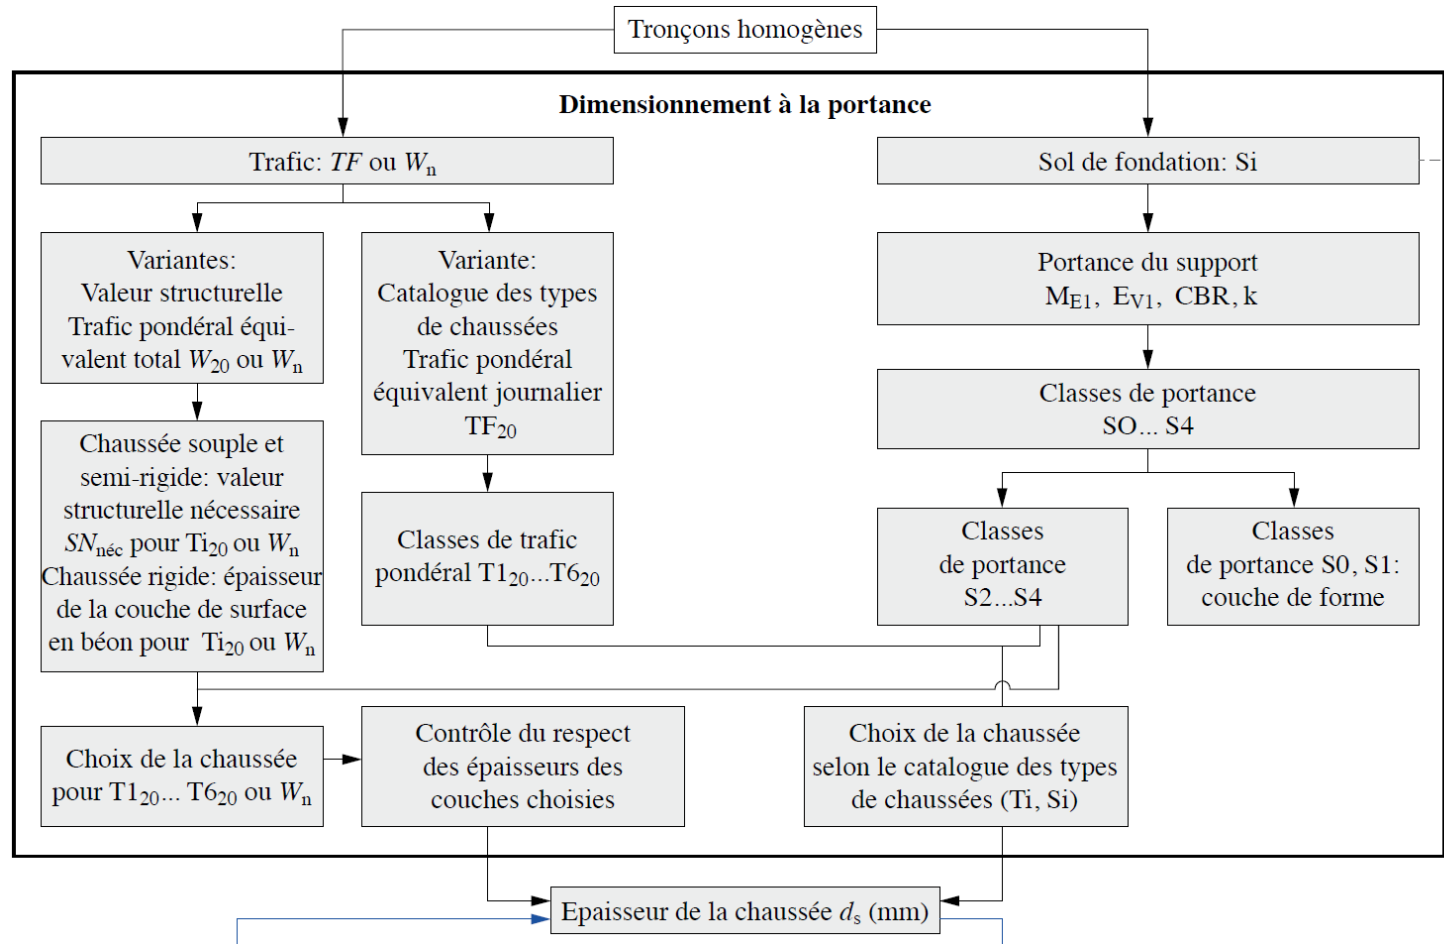 Tronçons homogènes
Dimensionnement à la portance
Trafic: TF ou Wn
Sol de fondation: Si
Variantes:
Valeur structurelle
Trafic pondéral équi-
valent total W20 ou Wn
Variante:
Catalogue des types
de chaussées
Trafic pondéral
équivalent journalier
TF20
Portance du support
ME1, EV1, CBR, k
Classes de portance
SO... S4
Chaussée souple et
semi-rigide: valeur
structurelle nécessaire
SNnéc pour Ti20 ou Wn
Chaussée rigide: épaisseur
de la couche de surface
en béon pour Ti20 ou Wn
Classes de trafic
pondéral T120...T620
Classes
de portance
S2...S4
Classes
de portance S0, S1:
couche de forme
Choix de la chaussée
pour T120... T620 ou Wn
Contrôle du respect
des épaisseurs des
couches choisies
Choix de la chaussée
selon le catalogue des types
de chaussées (Ti, Si)
Epaisseur de la chaussée ds (mm)